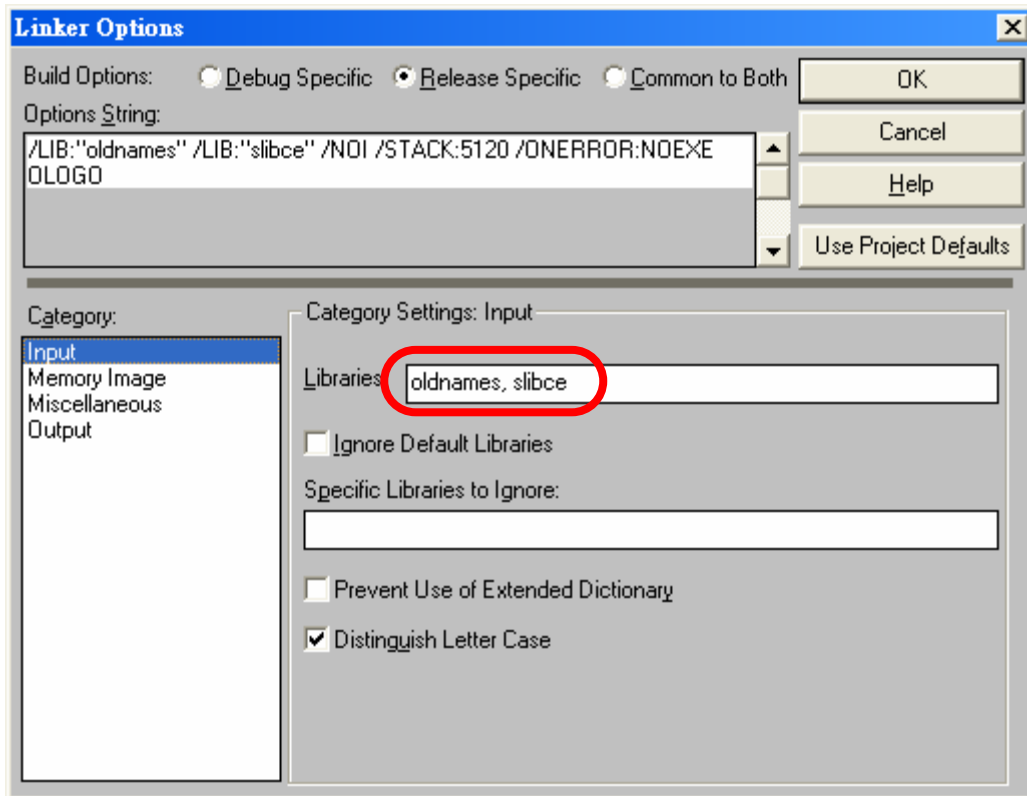 Linker Options
Build Options: Debug Specific Release Specific Common to Both OK
Options String:
Cancel
/LIB:"oldnames" /LIB:"slibce" /NOI /STACK:5120 /ONERROR:NOEXE
OLOGO
Help
Use Project Defaults
Category:
Input
Memory Image
Miscellaneous
Output
Category Settings: Input
Libraries oldnames, slibce
Ignore Default Libraries
Specific Libraries to Ignore:
Prevent Use of Extended Dictionary
Distinguish Letter Case